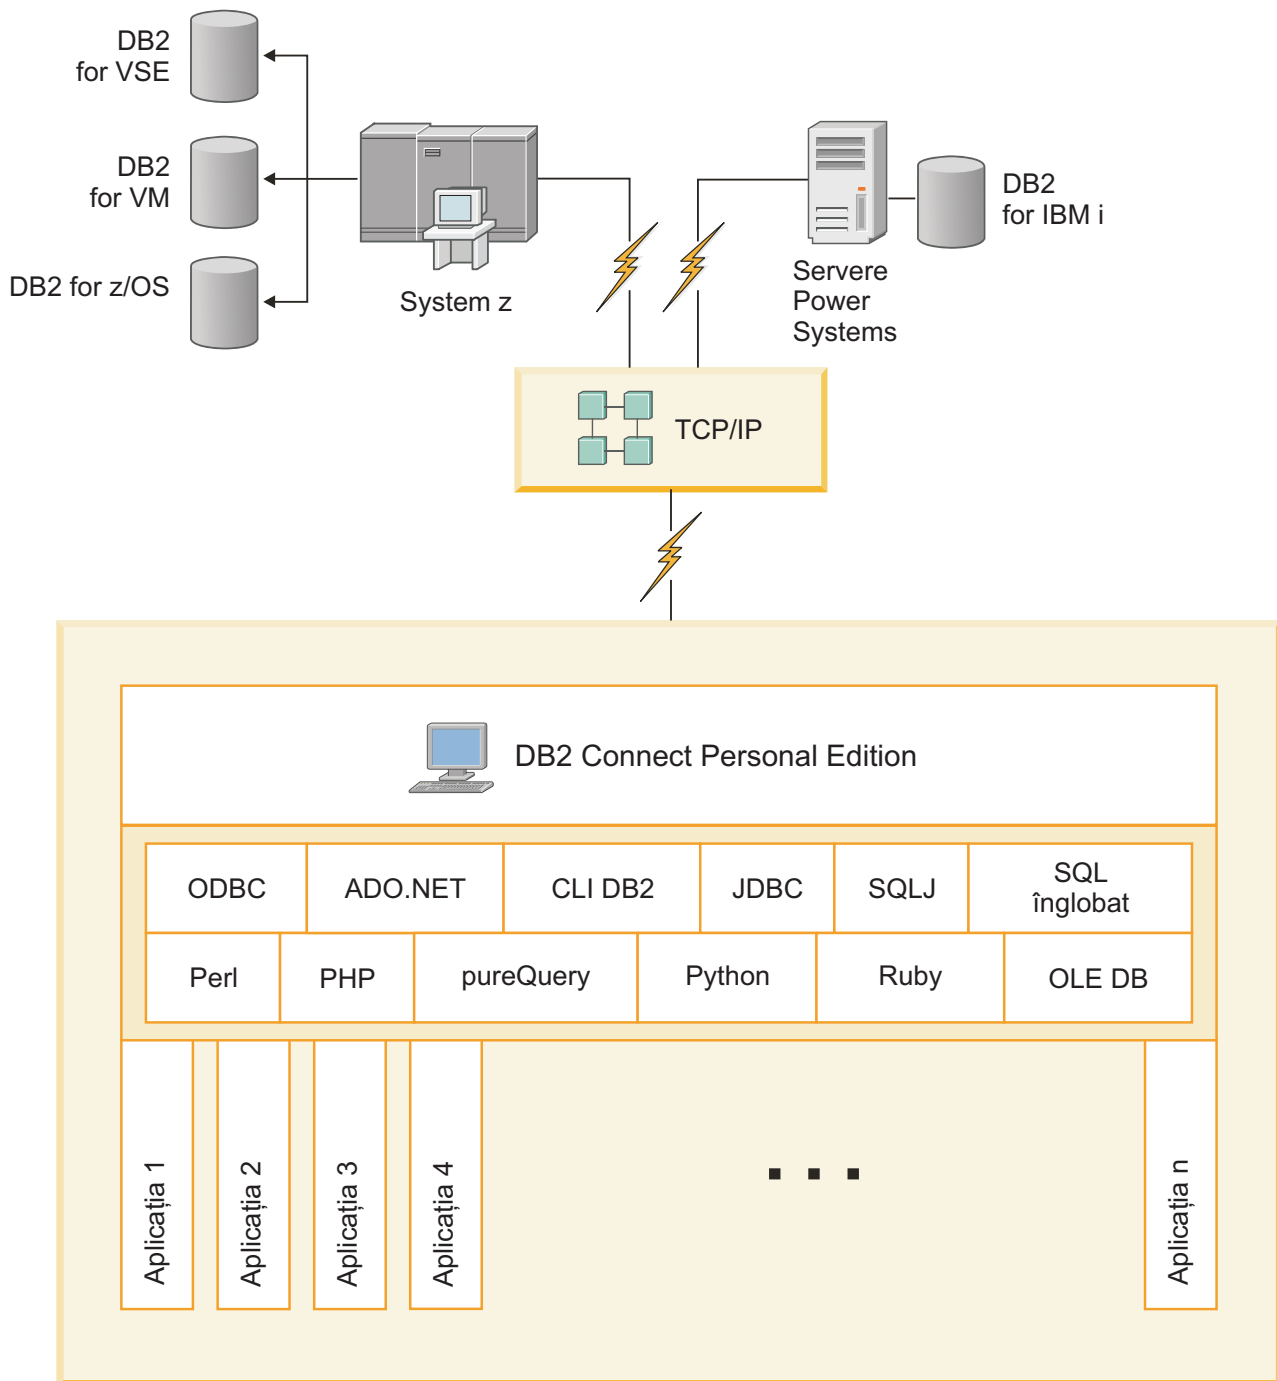 DB2
for VSE
DB2
for VM
DB2 for z/OS
System z
Servere
Power
Systems
DB2
for IBM i
TCP/IP
DB2 Connect Personal Edition
ODBC
ADO.NET
CLI DB2
JDBC
SQLJ
SQL
înglobat
Perl
PHP
pureQuery
Python
Ruby
OLE DB
Aplicația 1
Aplicația 2
Aplicația 3
Aplicația 4
. . .
Aplicația n